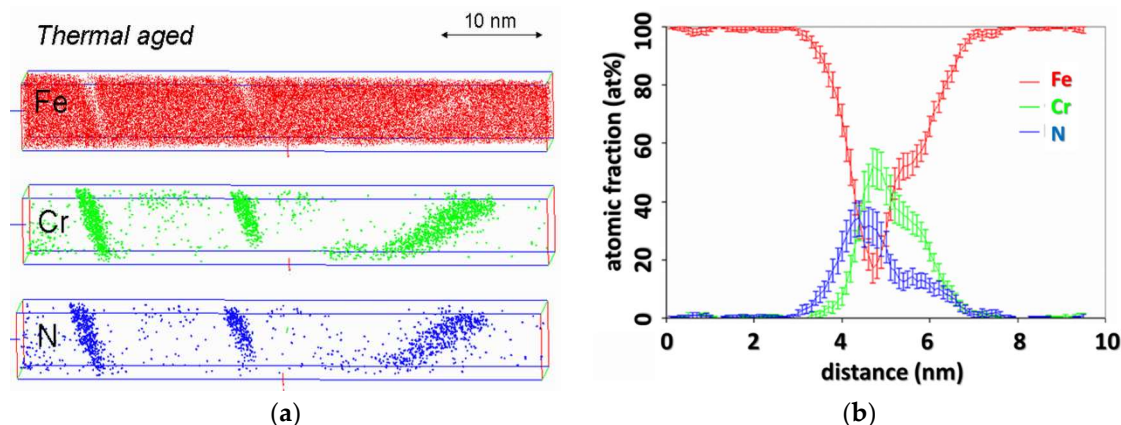 Thermal aged
10 nm
Fe
Cr
N
(a)
atomic fraction (at%)
100
80
60
40
20
0
Fe
Cr
N
0 2 4 6 8 10
distance (nm)
(b)